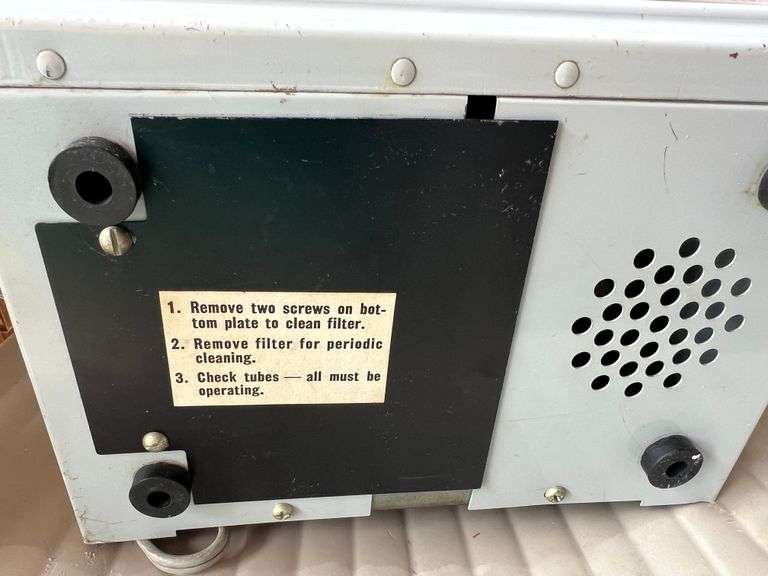 1. Remove two screws on bot-
tom plate to clean filter.
2. Remove filter for periodic
cleaning.
3. Check tubes — all must be
operating.